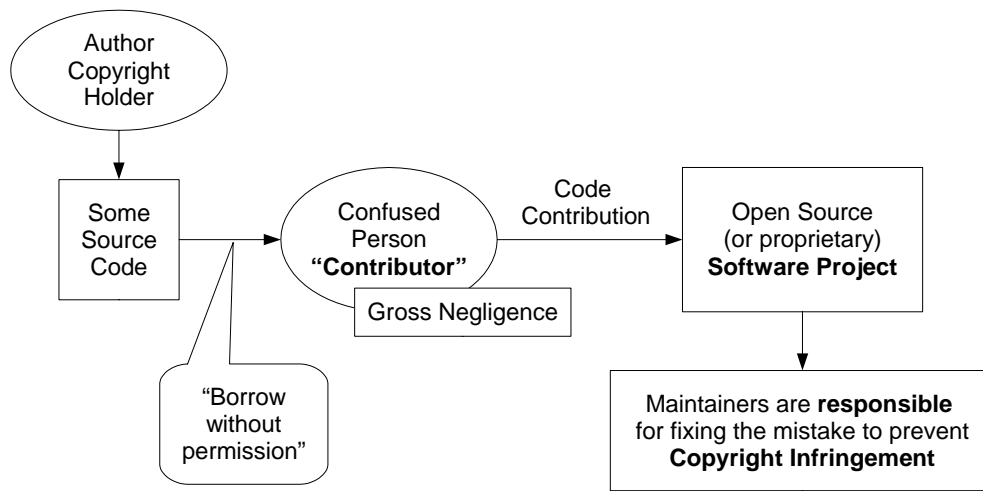 Author
Copyright
Holder
Some
Source
Code
Confused
Person
“Contributor”
Gross Negligence
Code
Contribution
Open Source
(or proprietary)
Software Project
“Borrow
without
permission”
Maintainers are responsible
for fixing the mistake to prevent
Copyright Infringement